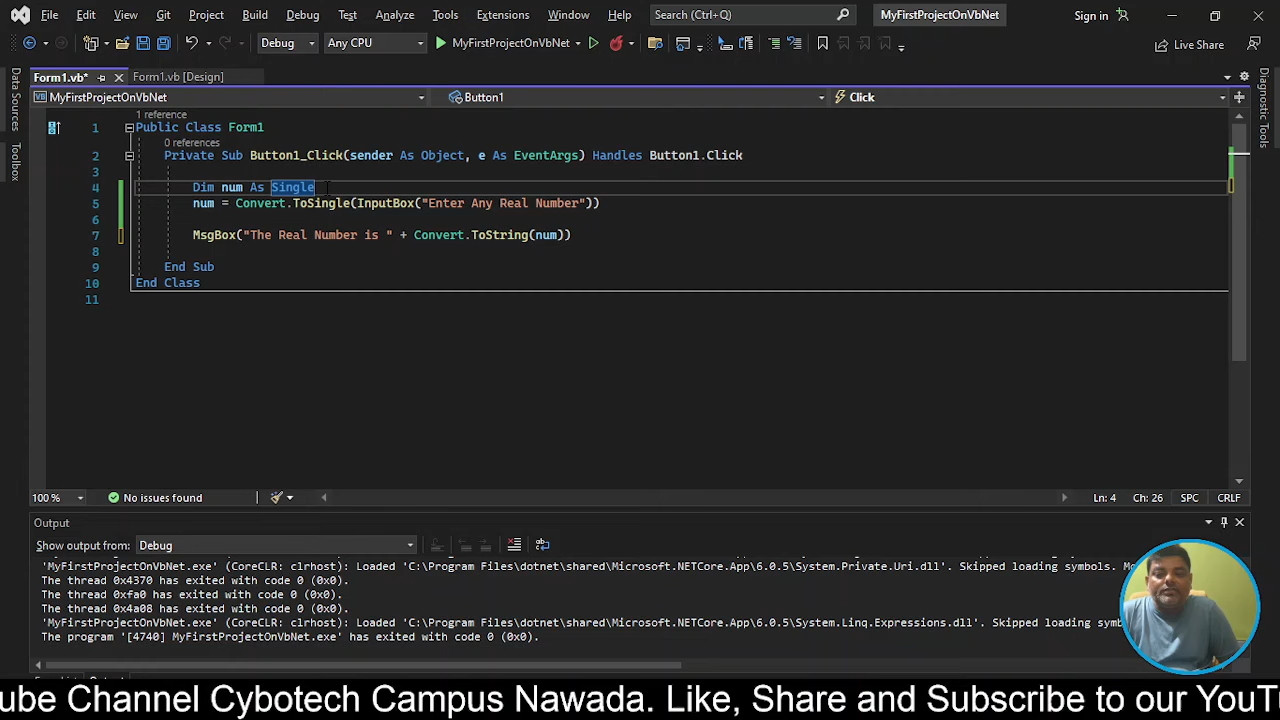 File Edit View Git Project Build Debug Test Analyze Tools Extensions Window Help Search (Ctrl+Q) MyFirstProjectOnVbNet Sign in
Debug Any CPU MyFirstProjectOnVbNet Live Share
Form1.vb* Form1.vb [Design]
MyFirstProjectOnVbNet Button1 Click
Data Sources
Toolbox
Diagnostic Tools
1 reference
1 Public Class Form1
0 references
2 Private Sub Button1_Click(sender As Object, e As EventArgs) Handles Button1.Click
3
4 Dim num As Single
5 num = Convert.ToSingle(InputBox("Enter Any Real Number"))
6
7 MsgBox("The Real Number is " + Convert.ToString(num))
8
9 End Sub
10 End Class
11
100 % No issues found Ln: 4 Ch: 26 SPC CRLF
Output
Show output from: Debug
'MyFirstProjectOnVbNet.exe' (CoreCLR: clrhost): Loaded 'C:\Program Files\dotnet\shared\Microsoft.NETCore.App\6.0.5\System.Private.Uri.dll'. Skipped loading symbols.
The thread 0x4370 has exited with code 0 (0x0).
The thread 0xfa0 has exited with code 0 (0x0).
The thread 0x4a08 has exited with code 0 (0x0).
'MyFirstProjectOnVbNet.exe' (CoreCLR: clrhost): Loaded 'C:\Program Files\dotnet\shared\Microsoft.NETCore.App\6.0.5\System.Linq.Expressions.dll'. Skipped loading
The program '[4740] MyFirstProjectOnVbNet.exe' has exited with code 0 (0x0).
ube Channel Cybotech Campus Nawada. Like, Share and Subscribe to our YouT